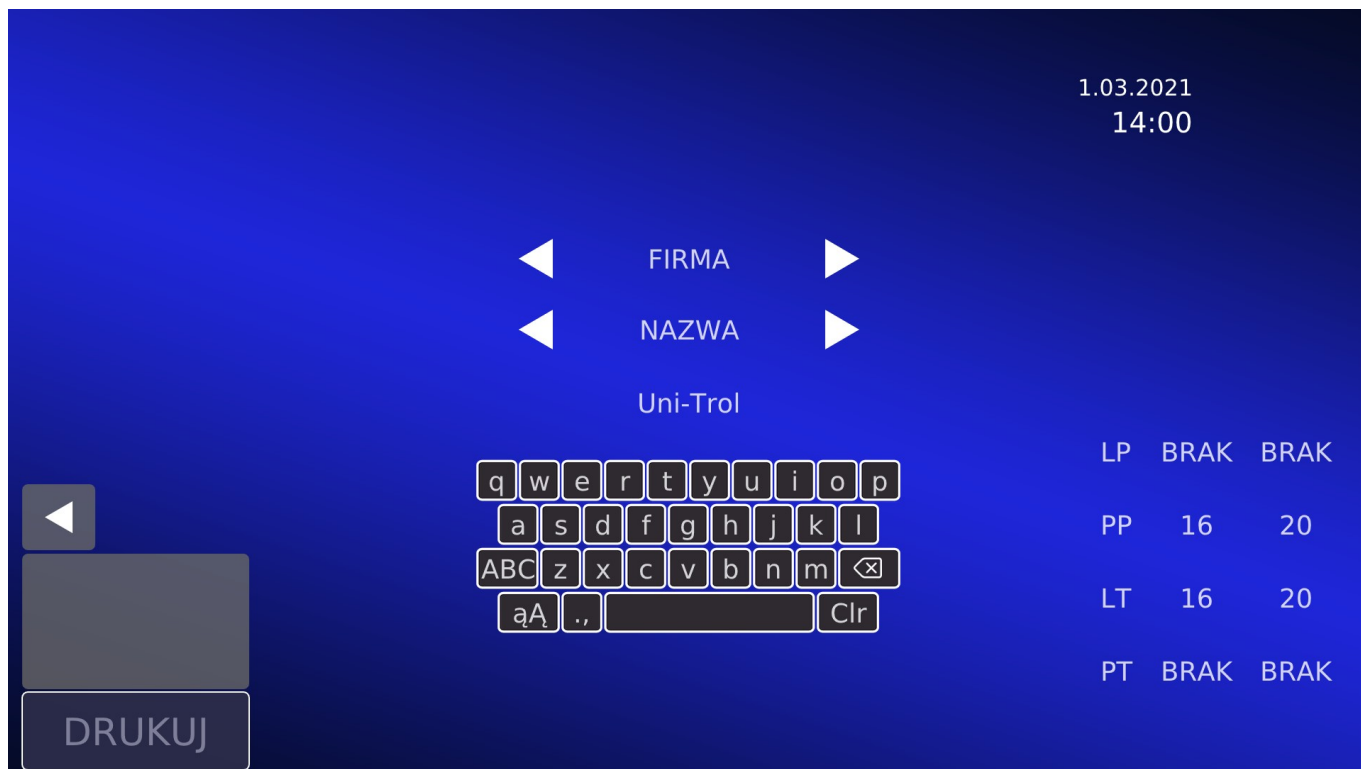 1.03.2021
14:00
FIRMA
NAZWA
Uni-Trol
q w e r t y u i o p
a s d f g h j k l
ABC z x c v b n m
ąĄ ., Clr
LP BRAK BRAK
PP 16 20
LT 16 20
PT BRAK BRAK
DRUKUJ